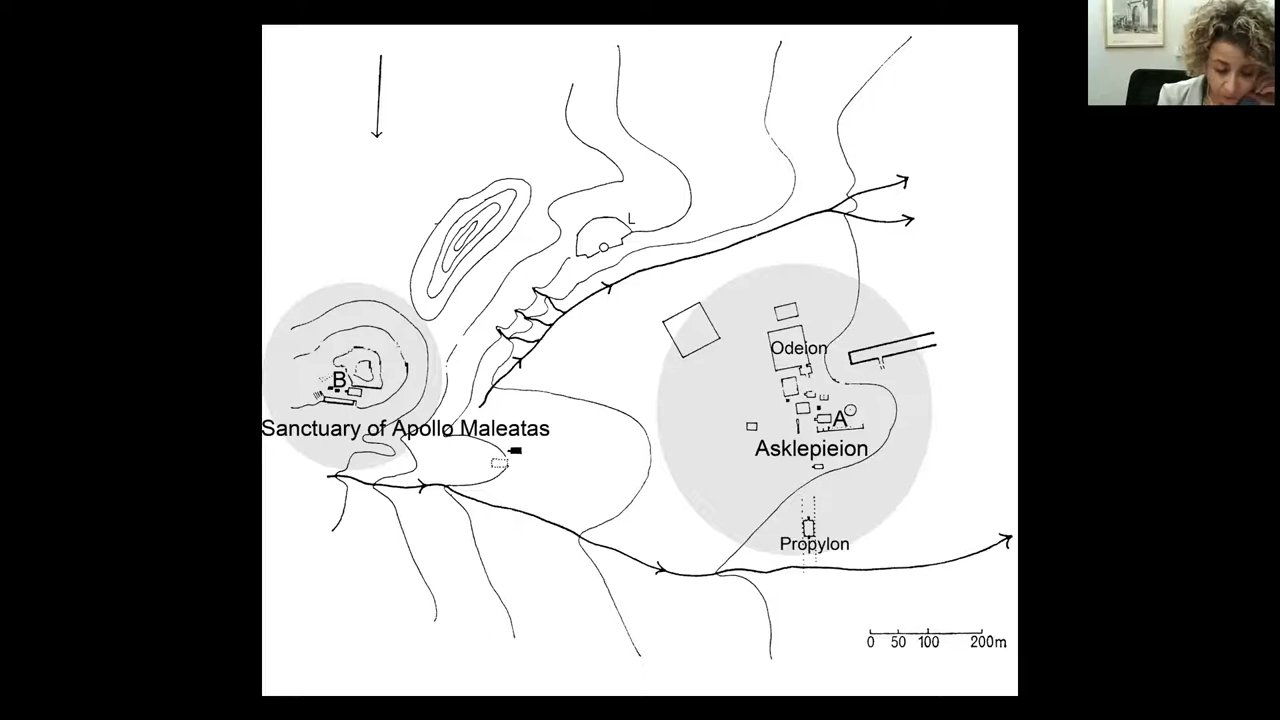 L
Odeion
B
A
Sanctuary of Apollo Maleatas
Asklepieion
Propylon
0 50 100 200m